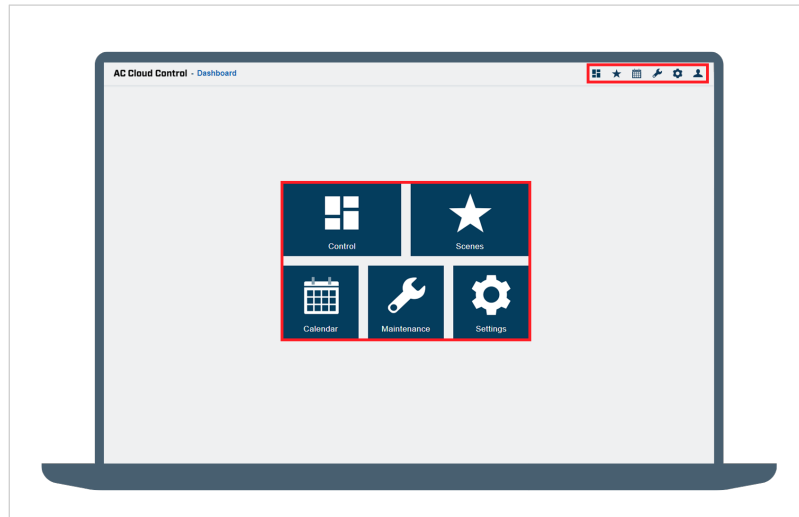 AC Cloud Control - Dashboard
Control
Scenes
Calendar
Maintenance
Settings